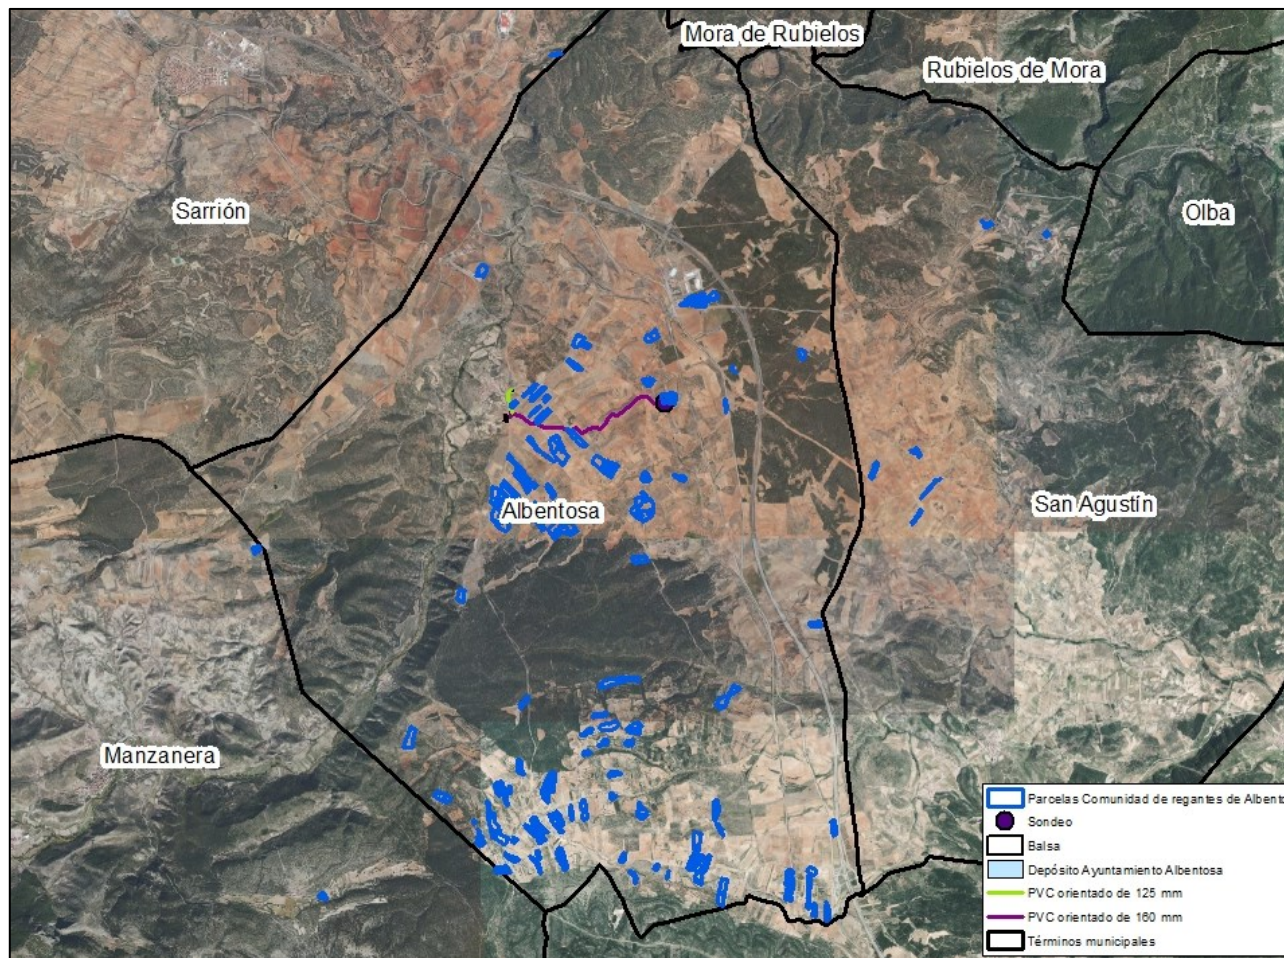 Mora de Rubielos
Rubielos de Mora
Sarrión
Olba
Albentosa
San Agustín
Manzanera
Parcelas Comunidad de regantes de Albento
Sondeo
Balsa
Depósito Ayuntamiento Albentosa
PVC orientado de 125 mm
PVC orientado de 160 mm
Términos municipales